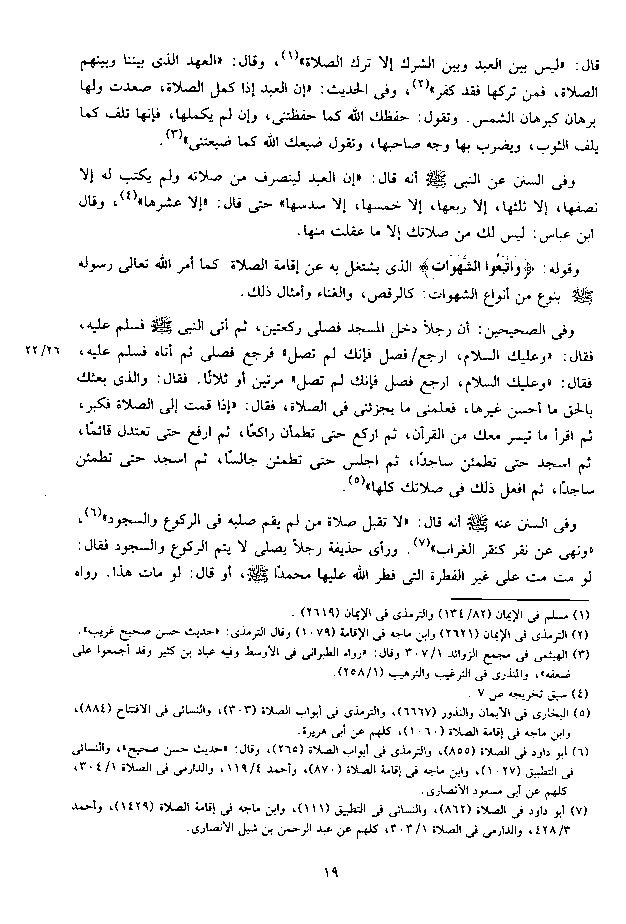 قال: «ليس بين العبد وبين الشرك إلا ترك الصلاة»(١)، وقال: «العهد الذى بيننا وبينهم
الصلاة، فمن تركها فقد كفر»(٢)، وفى الحديث: «إن العبد إذا كمل الصلاة، صعدت ولها
برهان كبرهان الشمس. وتقول: حفظك الله كما حفظتنى، وإن لم يكملها، فإنها تلف كما
يلف الثوب، ويضرب بها وجه صاحبها، وتقول ضيعك الله كما ضيعتنى»(٣).
وفى السنن عن النبى ﷺ أنه قال: «إن العبد لينصرف من صلاته ولم يكتب له إلا
نصفها، إلا ثلثها، إلا ربعها، إلا خمسها، إلا سدسها» حتى قال: «إلا عشرها»(٤)، وقال
ابن عباس: ليس لك من صلاتك إلا ما عقلت منها.
وقوله: ﴿وَاتَّبَعُوا الشَّهَوَات﴾ الذى يشتغل به عن إقامة الصلاة كما أمر الله تعالى رسوله
ﷺ بنوع من أنواع الشهوات: كالرقص، والغناء وأمثال ذلك.
وفى الصحيحين: أن رجلاً دخل المسجد فصلى ركعتين، ثم أتى النبى ﷺ فسلم عليه،
فقال: «وعليك السلام، ارجع/ فصل فإنك لم تصل» فرجع فصلى ثم أتاه فسلم عليه، ٢٢/٢٦
فقال: «وعليك السلام، ارجع فصل فإنك لم تصل» مرتين أو ثلاثًا. فقال: والذى بعثك
بالحق ما أحسن غيرها، فعلمنى ما يجزئنى فى الصلاة، فقال: «إذا قمت إلى الصلاة فكبر،
ثم اقرأ ما تيسر معك من القرآن، ثم اركع حتى تطمأن راكعًا، ثم ارفع حتى تعتدل قائمًا،
ثم اسجد حتى تطمئن ساجدًا، ثم اجلس حتى تطمئن جالسًا، ثم اسجد حتى تطمئن
ساجدًا، ثم افعل ذلك فى صلاتك كلها»(٥).
وفى السنن عنه ﷺ أنه قال: «لا تقبل صلاة من لم يقم صلبه فى الركوع والسجود»(٦)،
«ونهى عن نقر كنقر الغراب»(٧). ورأى حذيفة رجلاً يصلى لا يتم الركوع والسجود فقال:
لو مت مت على غير الفطرة التى فطر الله عليها محمدًا ﷺ، أو قال: لو مات هذا. رواه
(١) مسلم فى الإيمان (١٣٤/٨٢) والترمذى فى الإيمان (٢٦١٩) .
(٢) الترمذى فى الإيمان (٢٦٢١) وابن ماجه فى الإقامة (١٠٧٩) وقال الترمذى: «حديث حسن صحيح غريب».
(٣) الهيثمى فى مجمع الزوائد ٣٠٧/١ وقال: «رواه الطبرانى فى الأوسط وفيه عباد بن كثير وقد أجمعوا على
ضعفه»، والمنذرى فى الترغيب والترهيب (٢٥٨/١).
(٤) سبق تخريجه ص ٧ .
(٥) البخارى فى الأيمان والنذور (٦٦٦٧)، والترمذى فى أبواب الصلاة (٣٠٣)، والنسائى فى الافتتاح (٨٨٤)
وابن ماجه فى إقامة الصلاة (١٠٦٠)، كلهم عن أبى هريرة.
(٦) أبو داود فى الصلاة (٨٥٥)، والترمذى فى أبواب الصلاة (٢٦٥)، وقال: «حديث حسن صحيح»، والنسائى
فى التطبيق (١٠٢٧)، وابن ماجه فى إقامة الصلاة (٨٧٠)، وأحمد ١١٩/٤، والدارمى فى الصلاة ٣٠٤/١،
كلهم عن أبى مسعود الأنصارى.
(٧) أبو داود فى الصلاة (٨٦٢)، والنسائى فى التطبيق (١١١)، وابن ماجه فى إقامة الصلاة (١٤٢٩)، وأحمد
٤٢٨/٣، والدارمى فى الصلاة ٣٠٣/١، كلهم عن عبد الرحمن بن شبل الأنصارى.
١٩